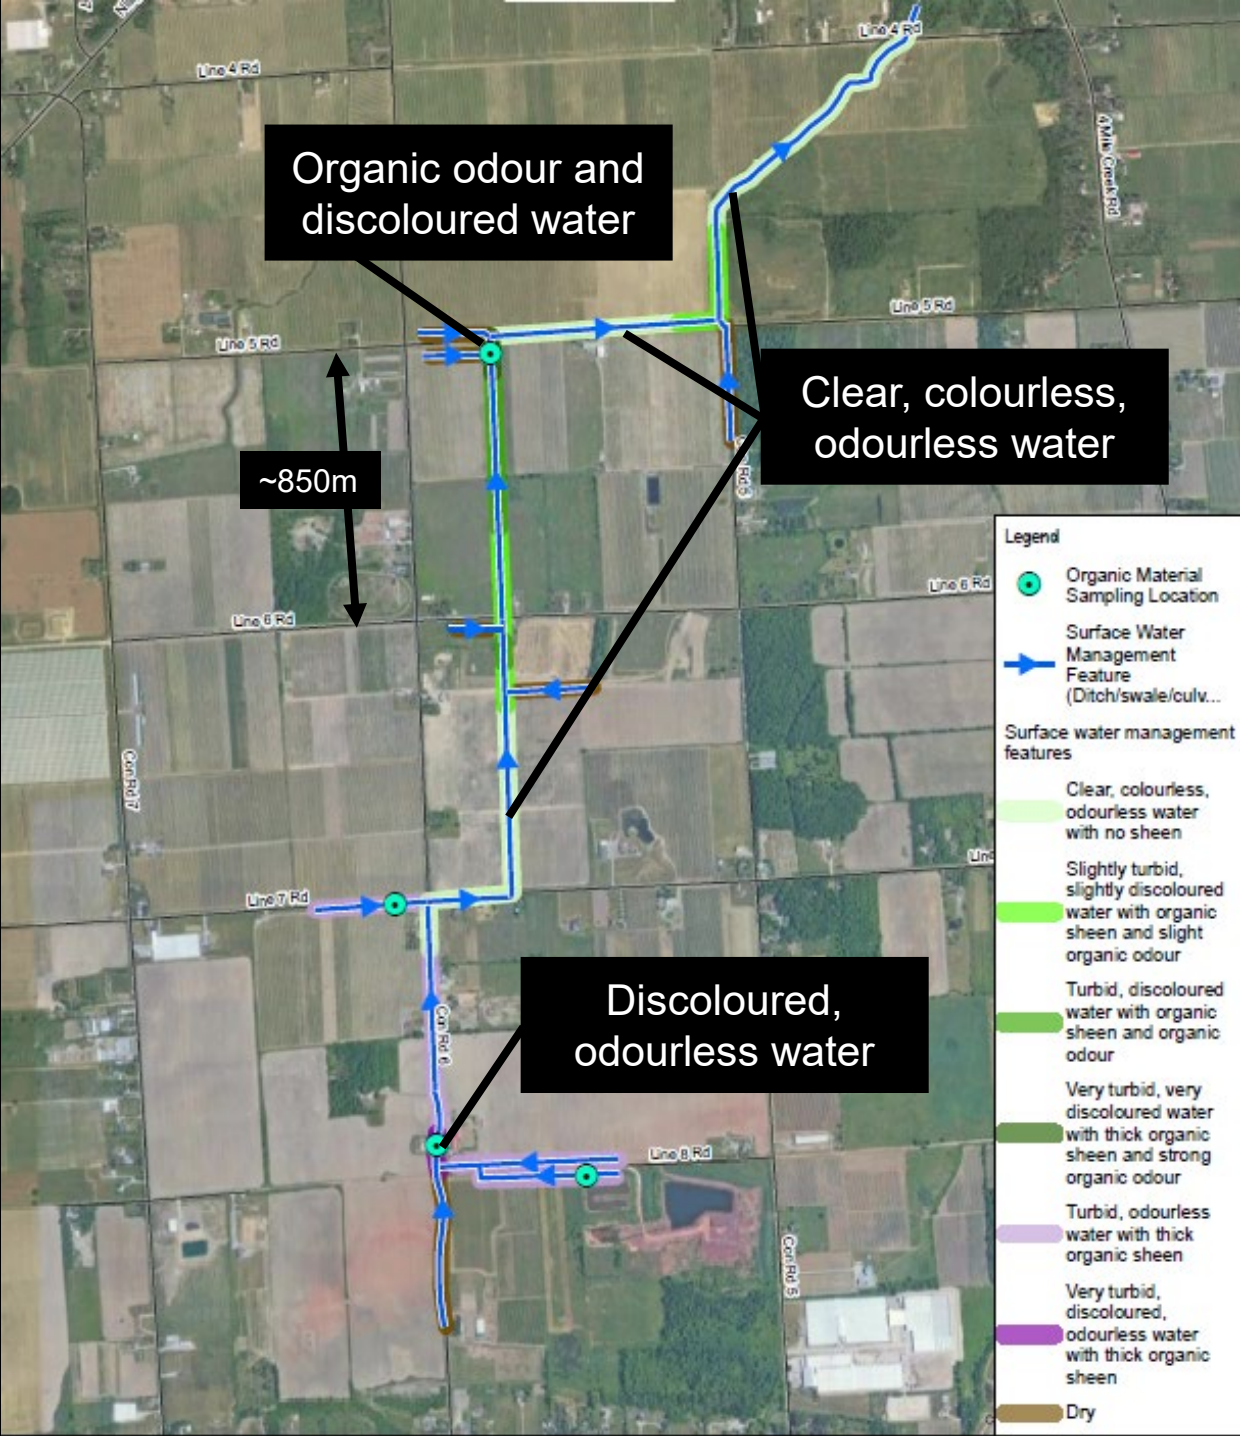 Line 4 Rd
Line 4 Rd
4 Mile Creek Rd
Organic odour and
discoloured water
Line 5 Rd
Line 5 Rd
Clear, colourless,
odourless water
~850m
Line 6 Rd
Line 6 Rd
Con Rd 7
Line 7 Rd
Con Rd 6
Discoloured,
odourless water
Line 8 Rd
Con Rd 5
Legend
Organic Material
Sampling Location
Surface Water
Management
Feature
(Ditch/swale/culv...
Surface water management
features
Clear, colourless,
odourless water
with no sheen
Slightly turbid,
slightly discoloured
water with organic
sheen and slight
organic odour
Turbid, discoloured
water with organic
sheen and organic
odour
Very turbid, very
discoloured water
with thick organic
sheen and strong
organic odour
Turbid, odourless
water with thick
organic sheen
Very turbid,
discoloured,
odourless water
with thick organic
sheen
Dry